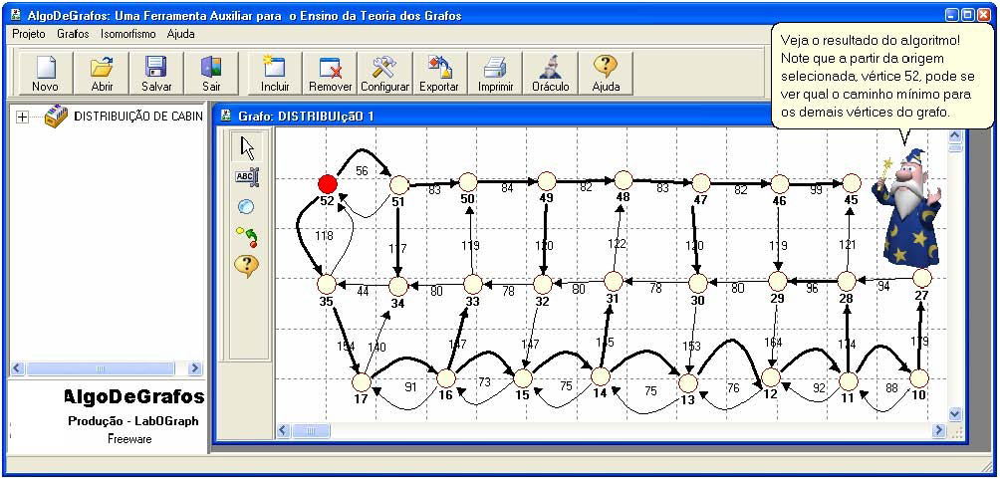 AlgoDeGrafos: Uma Ferramenta Auxiliar para o Ensino da Teoria dos Grafos
Projeto Grafos Isomorfismo Ajuda
Novo Abrir Salvar Sair Incluir Remover Configurar Exportar Imprimir Oráculo Ajuda
Veja o resultado do algoritmo!
Note que a partir da origem
selecionada, vértice 52, pode se
ver qual o caminho mínimo para
os demais vértices do grafo.
DISTRIBUIÇÃO DE CABIN
Grafo: DISTRIBUIçÃO 1
ABC
56
83 84 82 83 82 99
52 51 50 49 48 47 46 45
118 117 119 120 122 120 119 121
44 80 78 80 78 80 96 94
35 34 33 32 31 30 29 28 27
194 140 147 147 145 153 164 174 179
91 73 75 75 76 92 88
17 16 15 14 13 12 11 10
AlgoDeGrafos
Produção - LabOGraph
Freeware